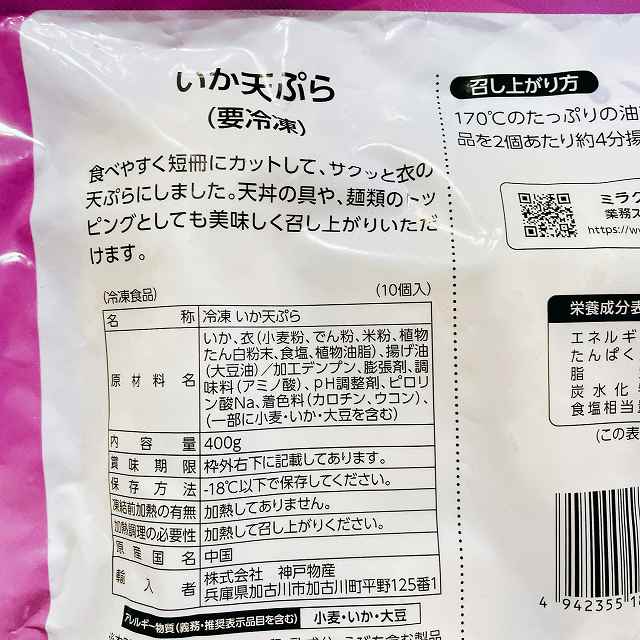 いか天ぷら
(要冷凍)
食べやすく短冊にカットして、サクッと衣の
天ぷらにしました。天丼の具や、麺類のトッ
ピングとしても美味しく召し上がりいただ
けます。
(冷凍食品) (10個入)
名称 冷凍 いか天ぷら
原材料名 いか、衣(小麦粉、でん粉、米粉、植物
たん白粉末、食塩、植物油脂)、揚げ油
(大豆油)/加工デンプン、膨張剤、調
味料(アミノ酸)、pH調整剤、ピロリ
ン酸Na、着色料(カロチン、ウコン)、
(一部に小麦・いか・大豆を含む)
内容量 400g
賞味期限 枠外右下に記載してあります。
保存方法 -18℃以下で保存してください。
凍結前加熱の有無 加熱してありません。
加熱調理の必要性 加熱して召し上がりください。
原産国名 中国
輸入者 株式会社 神戸物産
兵庫県加古川市加古川町平野125番1
アレルギー物質(義務・推奨表示品目を含む) 小麦・いか・大豆
召し上がり方
170℃のたっぷりの油
品を2個あたり約4分揚
ミラク
業務ス
https://w
栄養成分表
エネルギ
たんぱく
脂
炭水化
食塩相当
(この表
4 942355 18